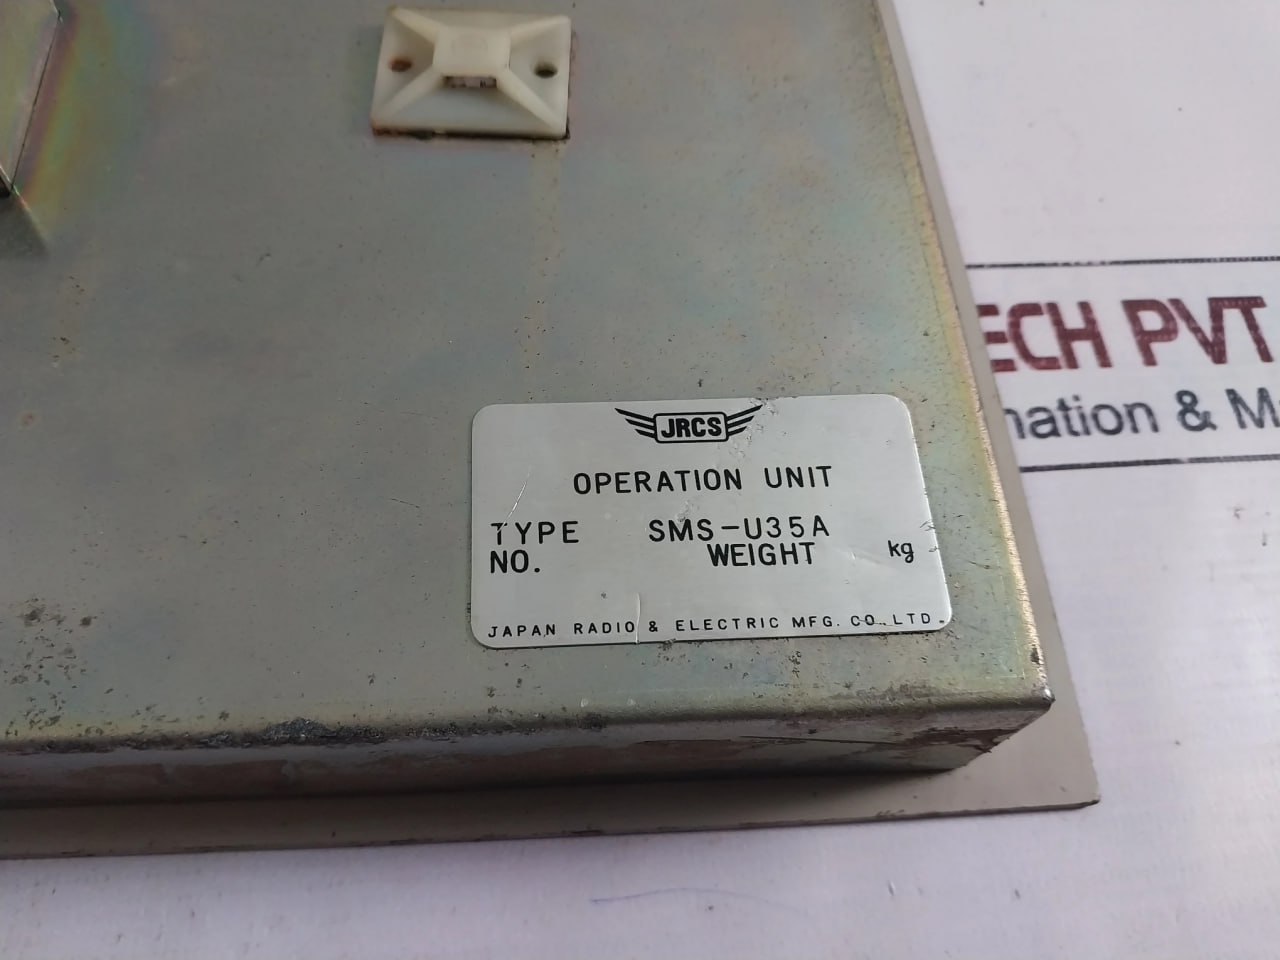 JRCS
OPERATION UNIT
TYPE SMS-U35A
NO. WEIGHT kg
JAPAN RADIO & ELECTRIC MFG. CO.,LTD.
ECH PVT
nation & M